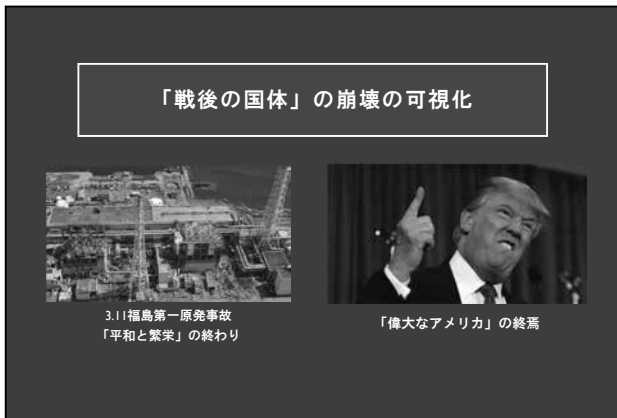 「戦後の国体」の崩壊の可視化
3.11福島第一原発事故
「平和と繁栄」の終わり
「偉大なアメリカ」の終焉